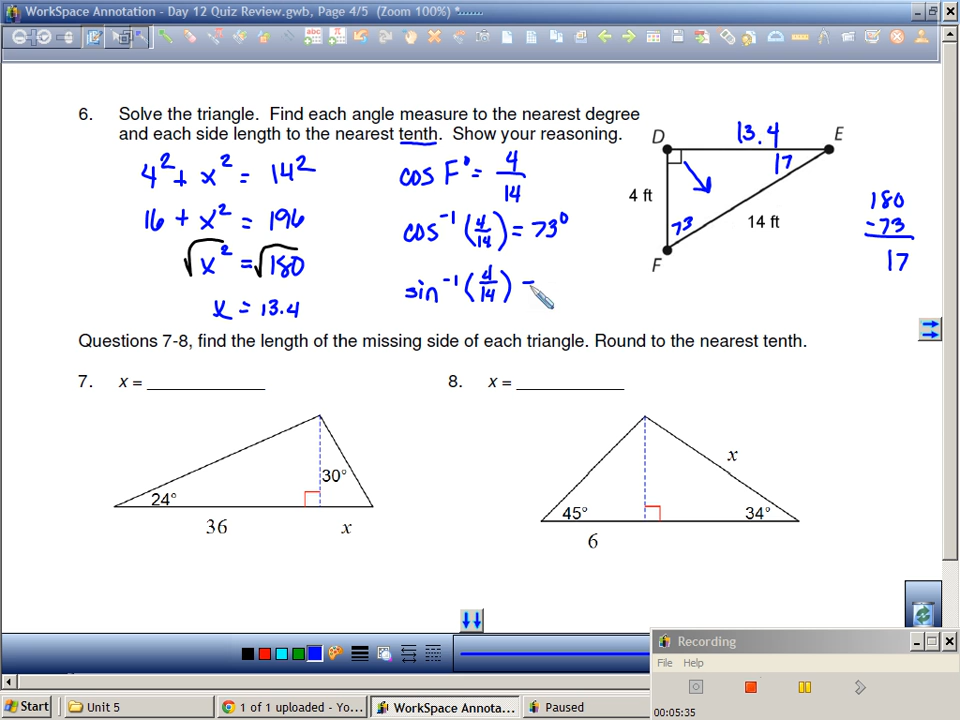 WorkSpace Annotation - Day 12 Quiz Review.gwb, Page 4/5 (Zoom 100%) *
6. Solve the triangle. Find each angle measure to the nearest degree
and each side length to the nearest tenth. Show your reasoning.
4² + x² = 14²
16 + x² = 196
√x² = √180
x = 13.4
cos F° = 4/14
cos⁻¹ (4/14) = 73°
sin⁻¹ (4/14) =
D
13.4
E
17
4 ft
73
14 ft
F
180
-73
17
Questions 7-8, find the length of the missing side of each triangle. Round to the nearest tenth.
7. x = ____________
24°
30°
36
x
8. x = ____________
x
45°
34°
6
Recording
File Help
00:05:35
Start
Unit 5
1 of 1 uploaded - Yo...
WorkSpace Annota...
Paused